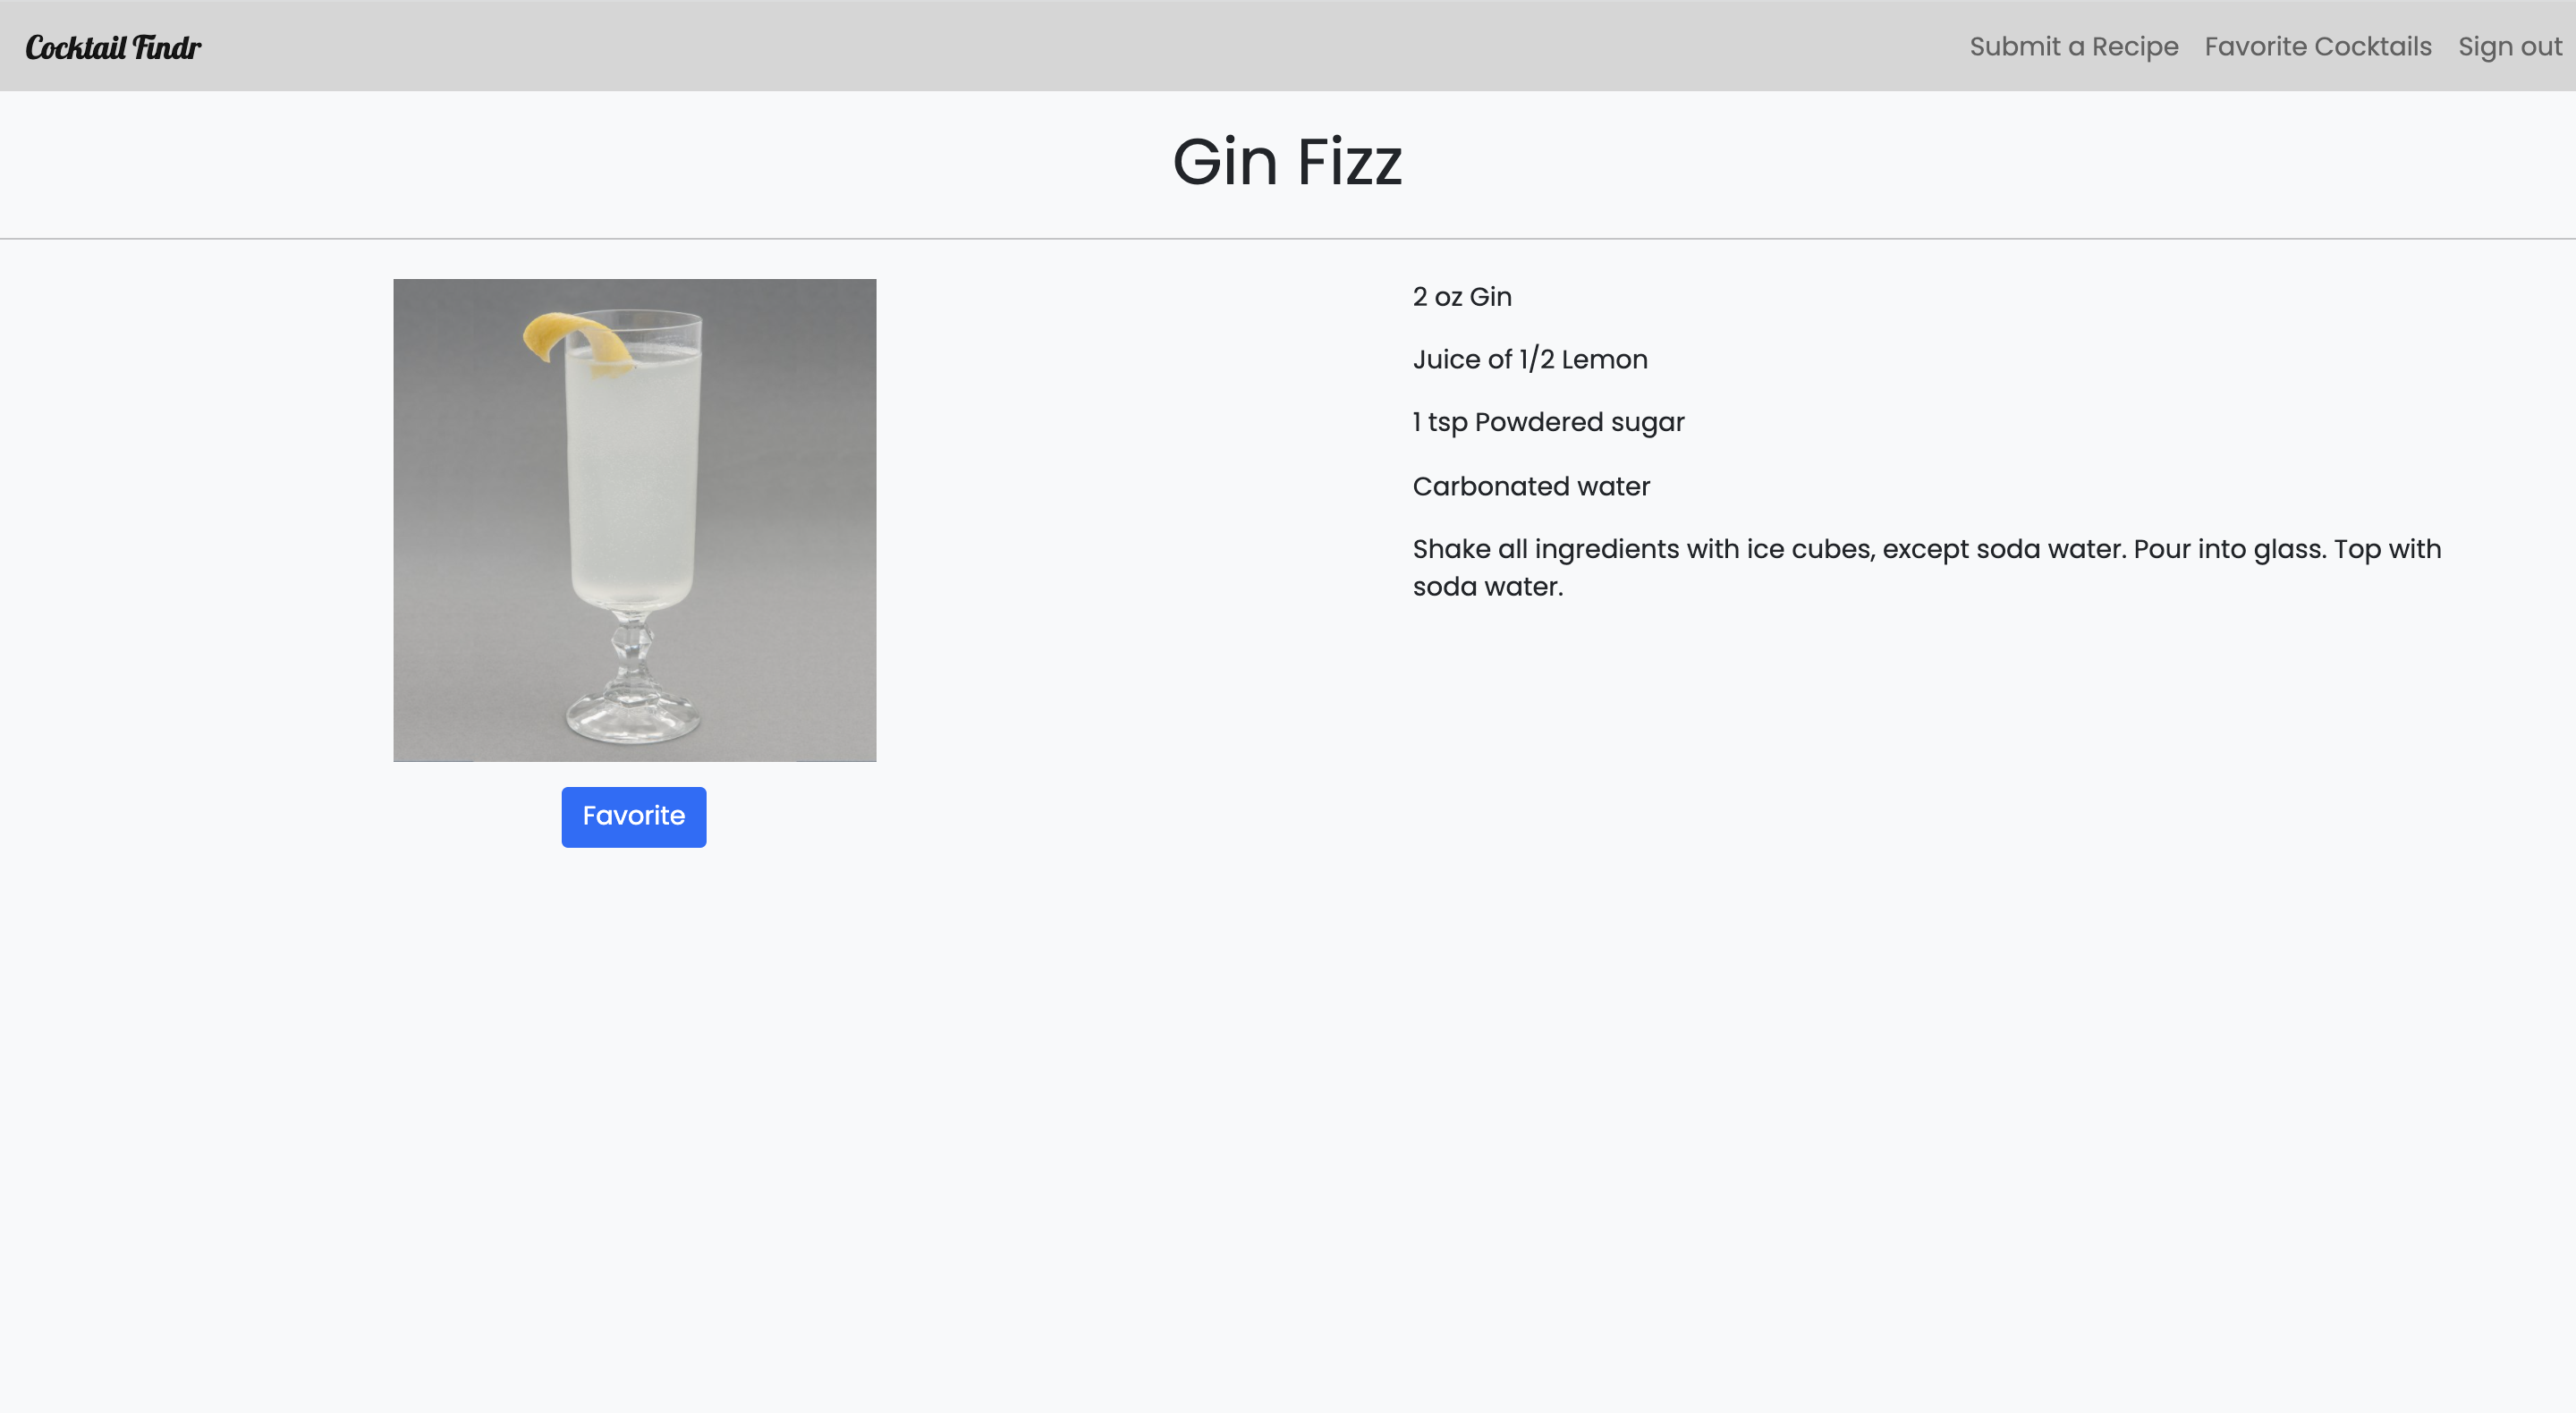 Cocktail Findr
Submit a Recipe
Favorite Cocktails
Sign out
Gin Fizz
2 oz Gin
Juice of 1/2 Lemon
1 tsp Powdered sugar
Carbonated water
Shake all ingredients with ice cubes, except soda water. Pour into glass. Top with
soda water.
Favorite